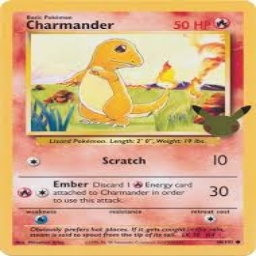 Basic Pokémon
Charmander 50 HP
Lizard Pokémon. Length: 2' 0", Weight: 19 lbs.
Scratch 10
Ember Discard 1 Energy card
attached to Charmander in order
to use this attack. 30
weakness resistance retreat cost
Obviously prefers hot places. If it gets caught in the rain,
steam is said to spout from the tip of its tail. LV. 10